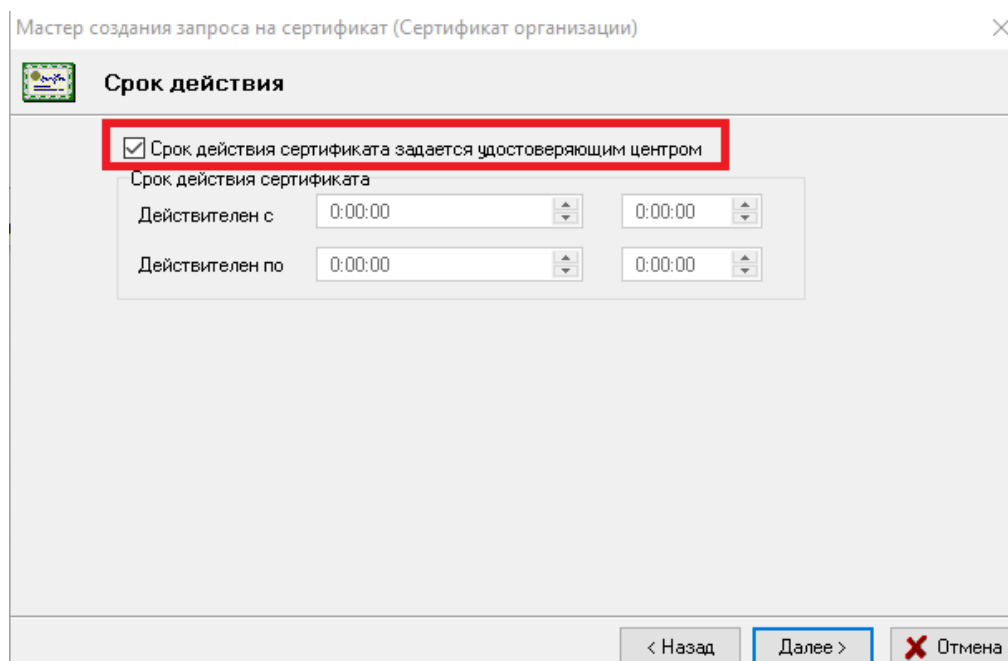 Мастер создания запроса на сертификат (Сертификат организации)
Срок действия
Срок действия сертификата задается удостоверяющим центром
Срок действия сертификата
Действителен с 0:00:00 0:00:00
Действителен по 0:00:00 0:00:00
< Назад Далее > Отмена